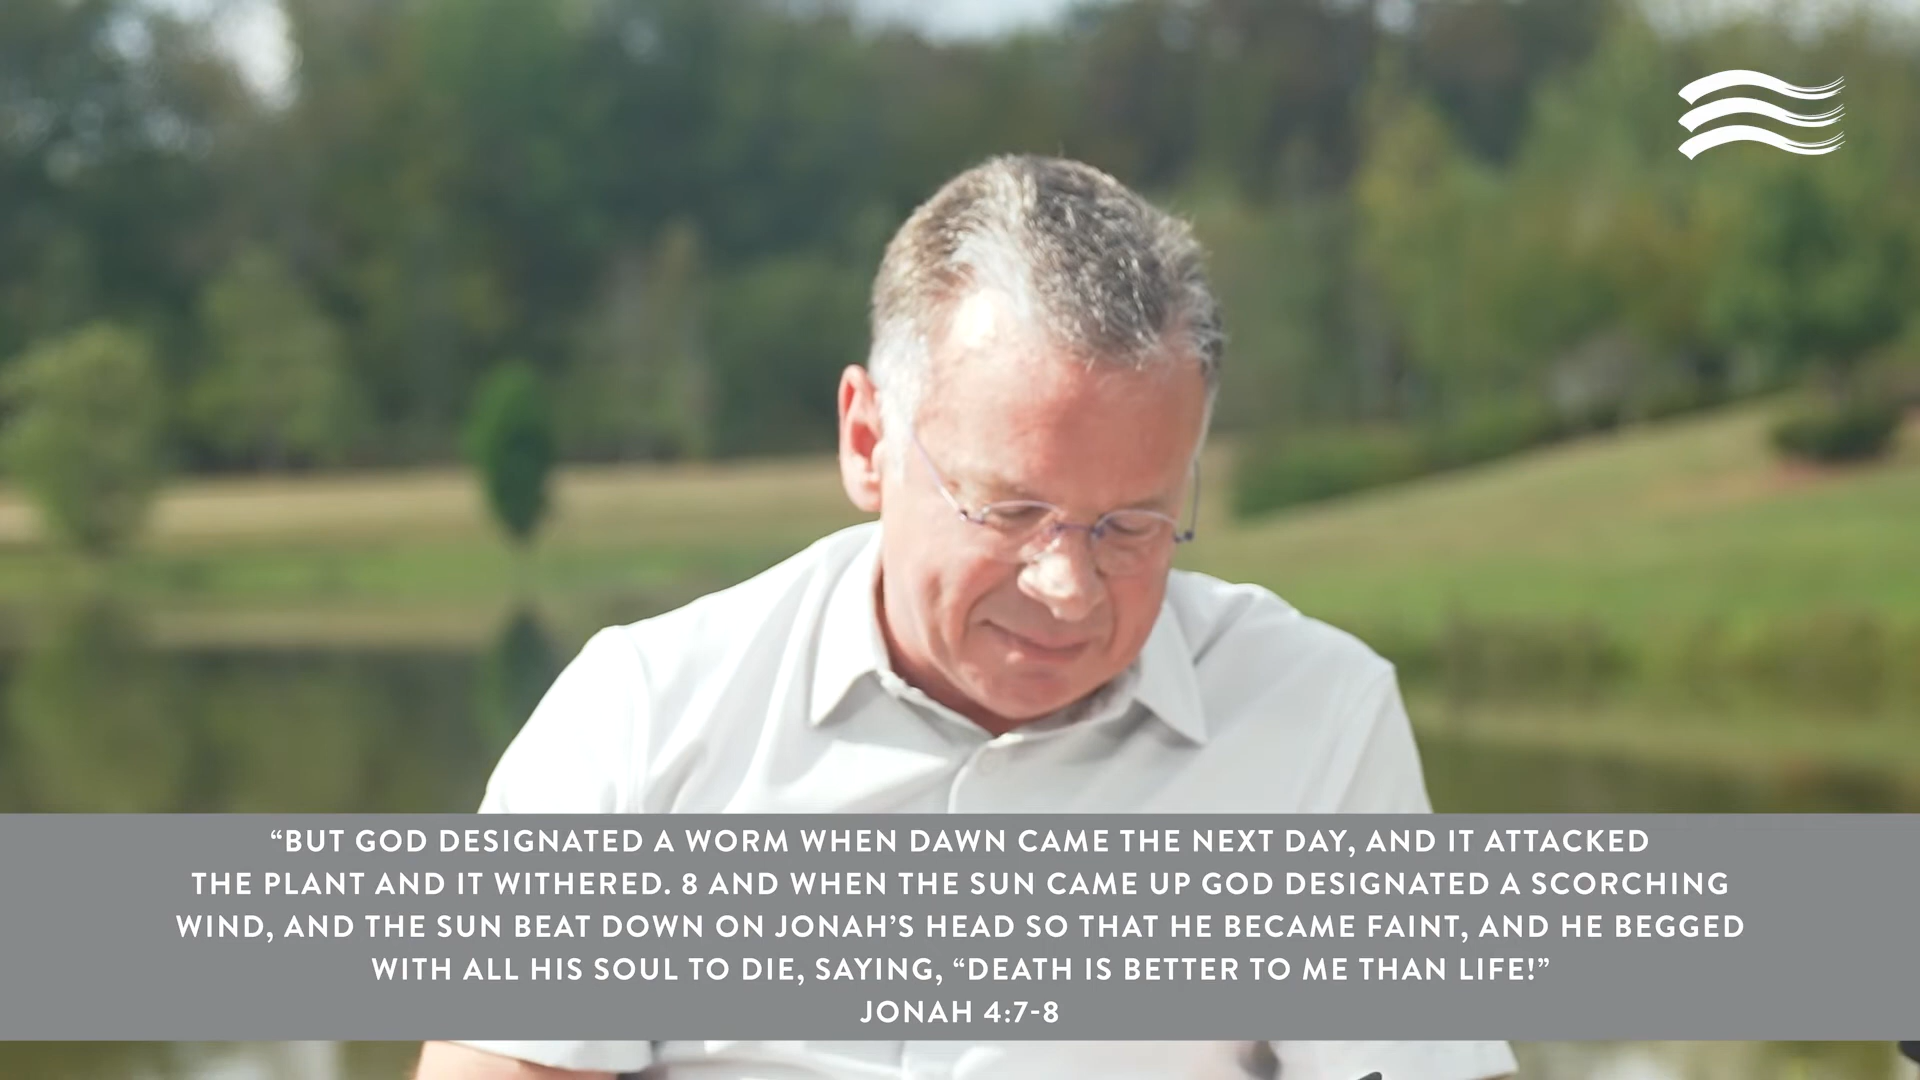 “BUT GOD DESIGNATED A WORM WHEN DAWN CAME THE NEXT DAY, AND IT ATTACKED
THE PLANT AND IT WITHERED. 8 AND WHEN THE SUN CAME UP GOD DESIGNATED A SCORCHING
WIND, AND THE SUN BEAT DOWN ON JONAH’S HEAD SO THAT HE BECAME FAINT, AND HE BEGGED
WITH ALL HIS SOUL TO DIE, SAYING, “DEATH IS BETTER TO ME THAN LIFE!”
JONAH 4:7-8